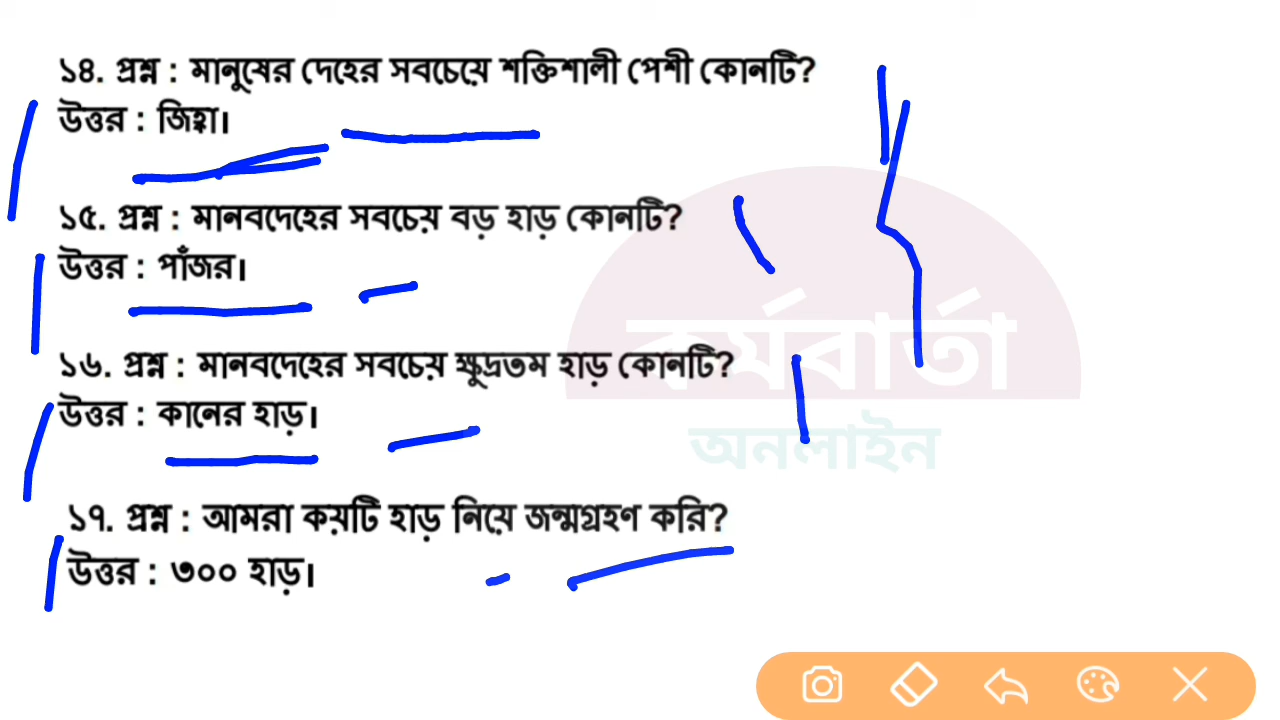 ১৪. প্রশ্ন : মানুষের দেহের সবচেয়ে শক্তিশালী পেশী কোনটি?
উত্তর : জিহ্বা।
১৫. প্রশ্ন : মানবদেহের সবচেয় বড় হাড় কোনটি?
উত্তর : পাঁজর।
১৬. প্রশ্ন : মানবদেহের সবচেয় ক্ষুদ্রতম হাড় কোনটি?
উত্তর : কানের হাড়।
১৭. প্রশ্ন : আমরা কয়টি হাড় নিয়ে জন্মগ্রহণ করি?
উত্তর : ৩০০ হাড়।
কর্মবার্তা
অনলাইন